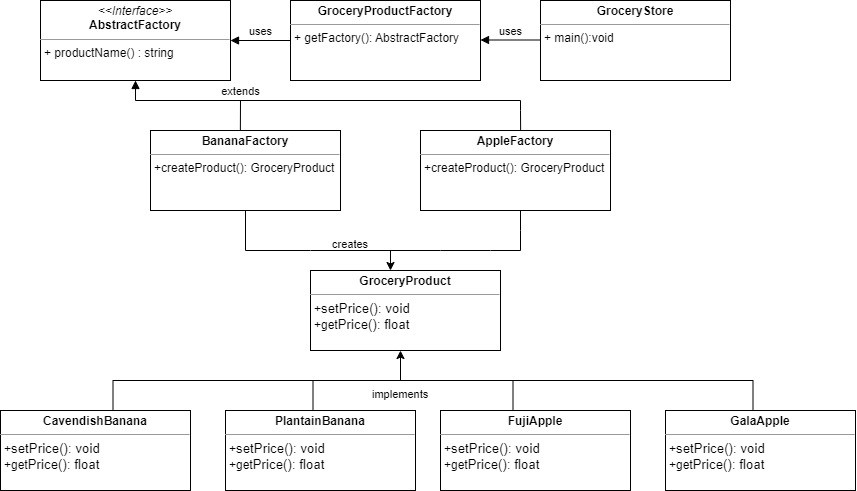 <<Interface>>
AbstractFactory
+ productName() : string
uses
GroceryProductFactory
+ getFactory(): AbstractFactory
uses
GroceryStore
+ main():void
extends
BananaFactory
+createProduct(): GroceryProduct
AppleFactory
+createProduct(): GroceryProduct
creates
GroceryProduct
+setPrice(): void
+getPrice(): float
implements
CavendishBanana
+setPrice(): void
+getPrice(): float
PlantainBanana
+setPrice(): void
+getPrice(): float
FujiApple
+setPrice(): void
+getPrice(): float
GalaApple
+setPrice(): void
+getPrice(): float